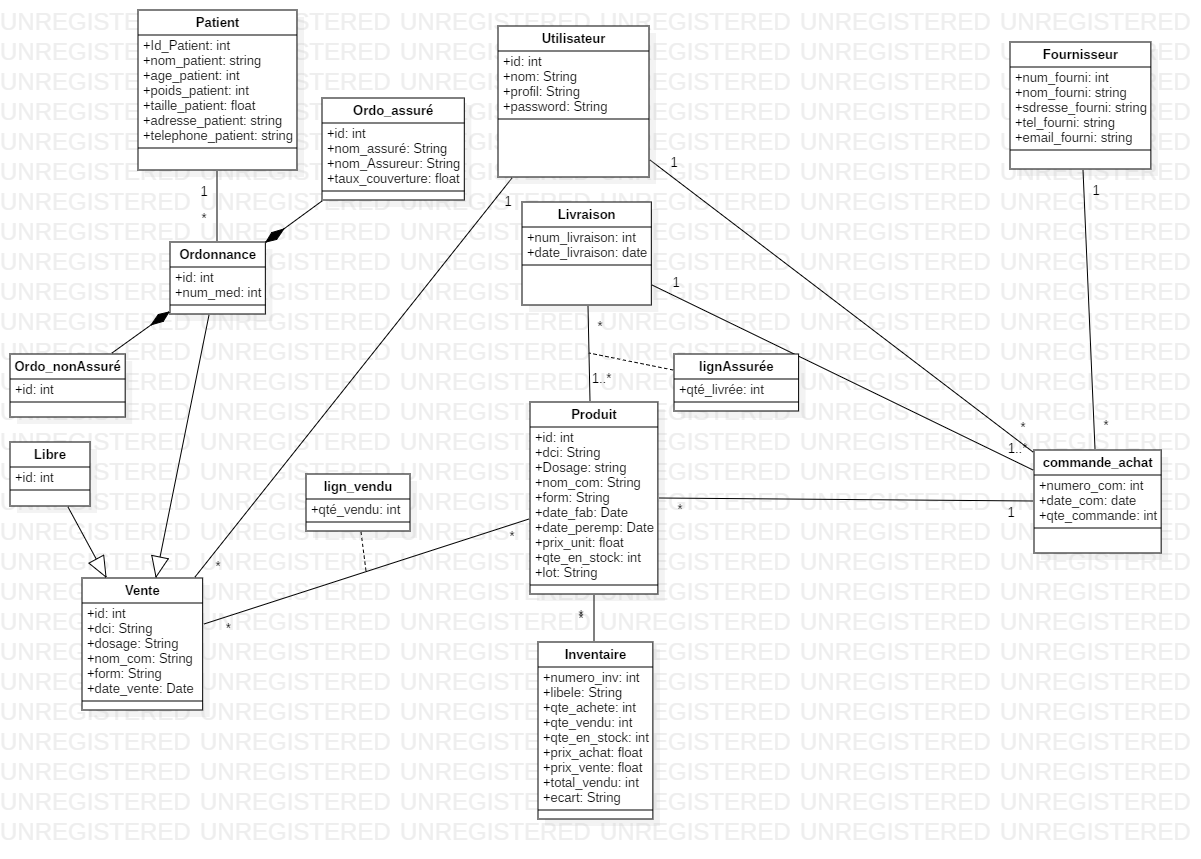 Patient
+Id_Patient: int
+nom_patient: string
+age_patient: int
+poids_patient: int
+taille_patient: float
+adresse_patient: string
+telephone_patient: string
Utilisateur
+id: int
+nom: String
+profil: String
+password: String
Fournisseur
+num_fourni: int
+nom_fourni: string
+sdresse_fourni: string
+tel_fourni: string
+email_fourni: string
Ordo_assuré
+id: int
+nom_assuré: String
+nom_Assureur: String
+taux_couverture: float
1
*
1
1
1
Livraison
+num_livraison: int
+date_livraison: date
Ordonnance
+id: int
+num_med: int
1
*
1..*
Ordo_nonAssuré
+id: int
lignAssurée
+qté_livrée: int
Libre
+id: int
lign_vendu
+qté_vendu: int
Produit
+id: int
+dci: String
+Dosage: string
+nom_com: String
+form: String
+date_fab: Date
+date_peremp: Date
+prix_unit: float
+qte_en_stock: int
+lot: String
*
*
1..*
commande_achat
+numero_com: int
+date_com: date
+qte_commande: int
*
1
*
*
*
Vente
+id: int
+dci: String
+dosage: String
+nom_com: String
+form: String
+date_vente: Date
*
*
Inventaire
+numero_inv: int
+libele: String
+qte_achete: int
+qte_vendu: int
+qte_en_stock: int
+prix_achat: float
+prix_vente: float
+total_vendu: int
+ecart: String
UNREGISTERED